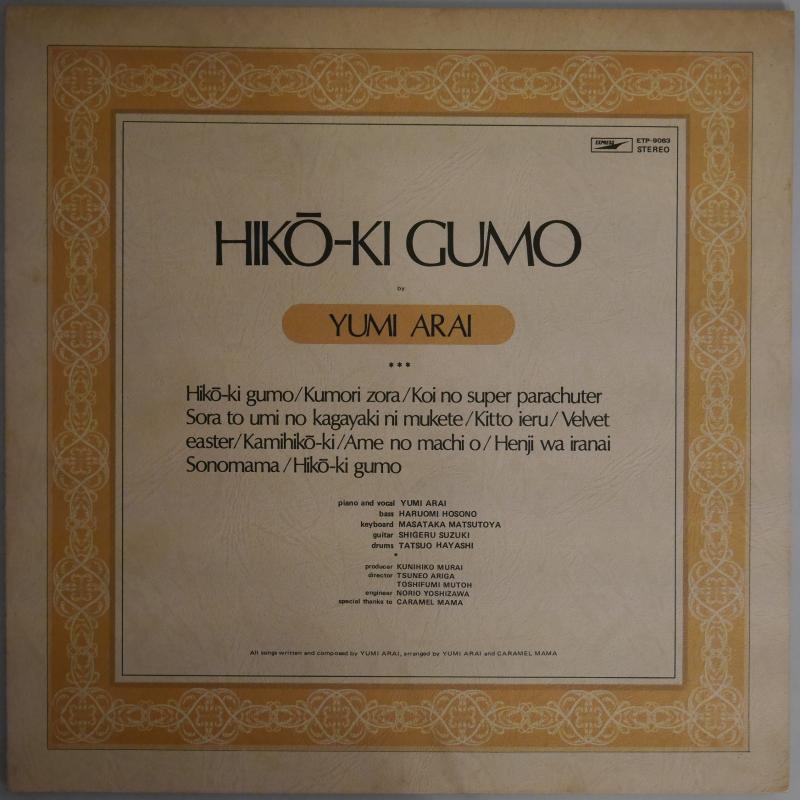 EXPRESS
ETP-9083
STEREO
HIKŌ-KI GUMO
by
YUMI ARAI
***
Hikō-ki gumo/Kumori zora/Koi no super parachuter
Sora to umi no kagayaki ni mukete/Kitto ieru/Velvet
easter/Kamihikō-ki/Ame no machi o/Henji wa iranai
Sonomama/Hikō-ki gumo
piano and vocal YUMI ARAI
bass HARUOMI HOSONO
keyboard MASATAKA MATSUTOYA
guitar SHIGERU SUZUKI
drums TATSUO HAYASHI
*
producer KUNIHIKO MURAI
director TSUNEO ARIGA
TOSHIFUMI MUTOH
engineer NORIO YOSHIZAWA
special thanks to CARAMEL MAMA
All songs written and composed by YUMI ARAI, arranged by YUMI ARAI and CARAMEL MAMA